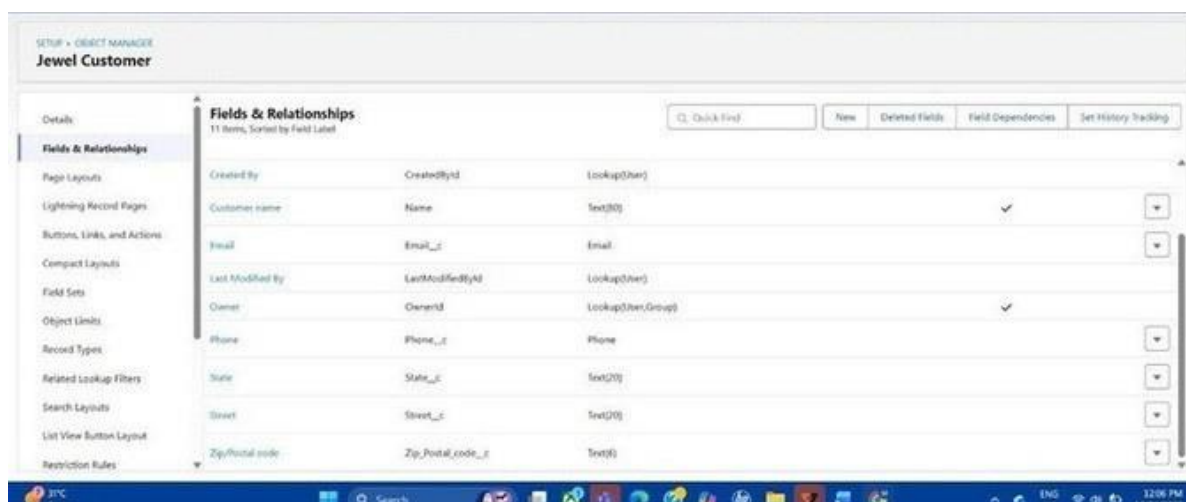 SETUP > OBJECT MANAGER
Jewel Customer
Details
Fields & Relationships
Page Layouts
Lightning Record Pages
Buttons, Links, and Actions
Compact Layouts
Field Sets
Object Limits
Record Types
Related Lookup Filters
Search Layouts
List View Button Layout
Restriction Rules
Fields & Relationships
11 Items, Sorted by Field Label
Quick Find
New
Deleted Fields
Field Dependencies
Set History Tracking
Created By CreatedById Lookup(User)
Customer name Name Text(80)
Email Email__c Email
Last Modified By LastModifiedById Lookup(User)
Owner OwnerId Lookup(User,Group)
Phone Phone__c Phone
State State__c Text(20)
Street Street__c Text(20)
Zip/Postal code Zip_Postal_code__c Text(6)
31°C
Search
ENG
12:06 PM